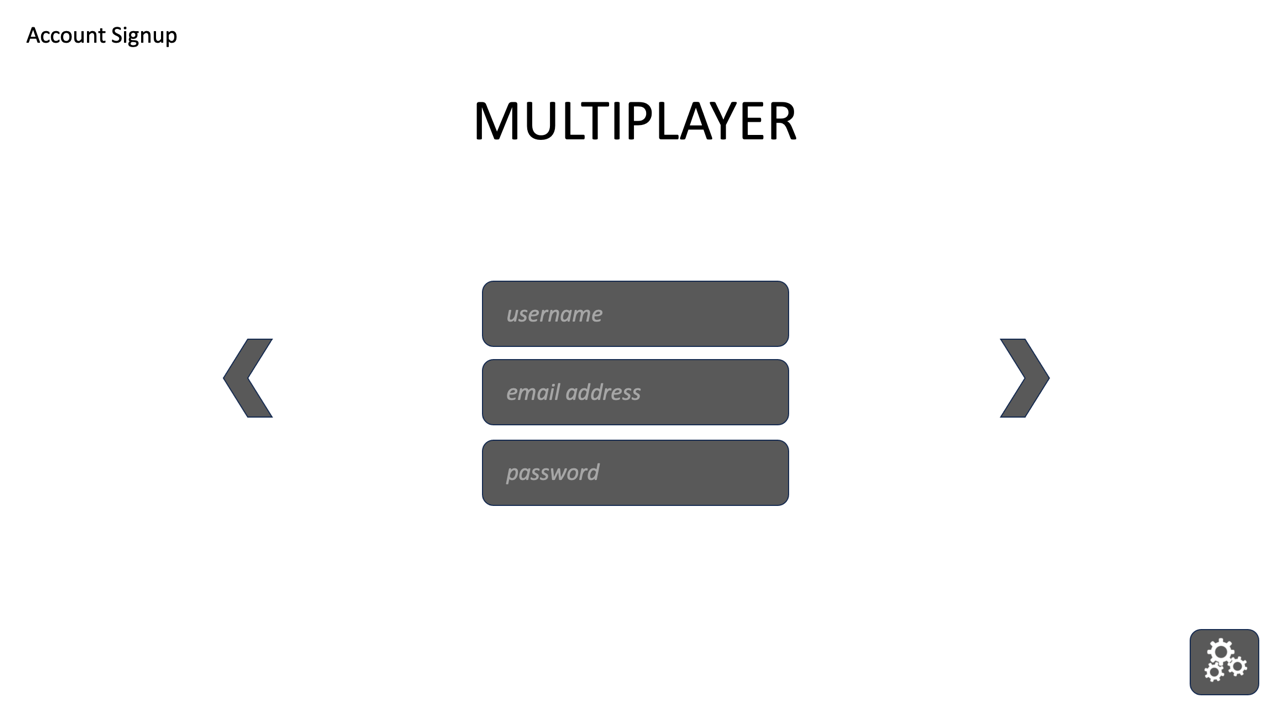 Account Signup
MULTIPLAYER
username
email address
password